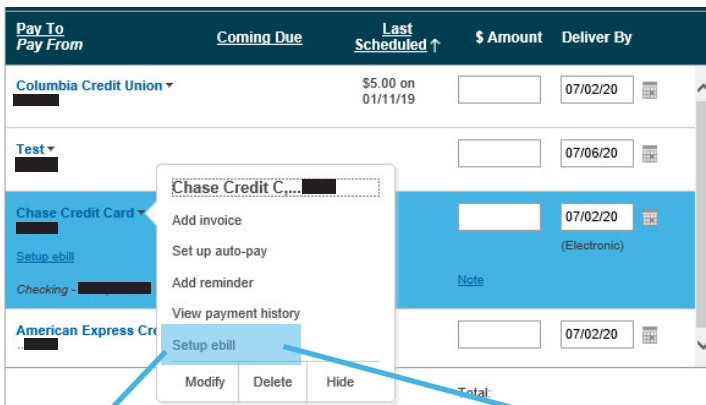 Pay To
Pay From
Coming Due
Last
Scheduled ↑
$ Amount
Deliver By
Columbia Credit Union
$5.00 on
01/11/19
07/02/20
Test
07/06/20
Chase Credit C,...
Chase Credit Card
Add invoice
07/02/20
(Electronic)
Setup ebill
Set up auto-pay
Checking -
Add reminder
Note
View payment history
American Express Cre
..
Setup ebill
07/02/20
Modify
Delete
Hide
Total: